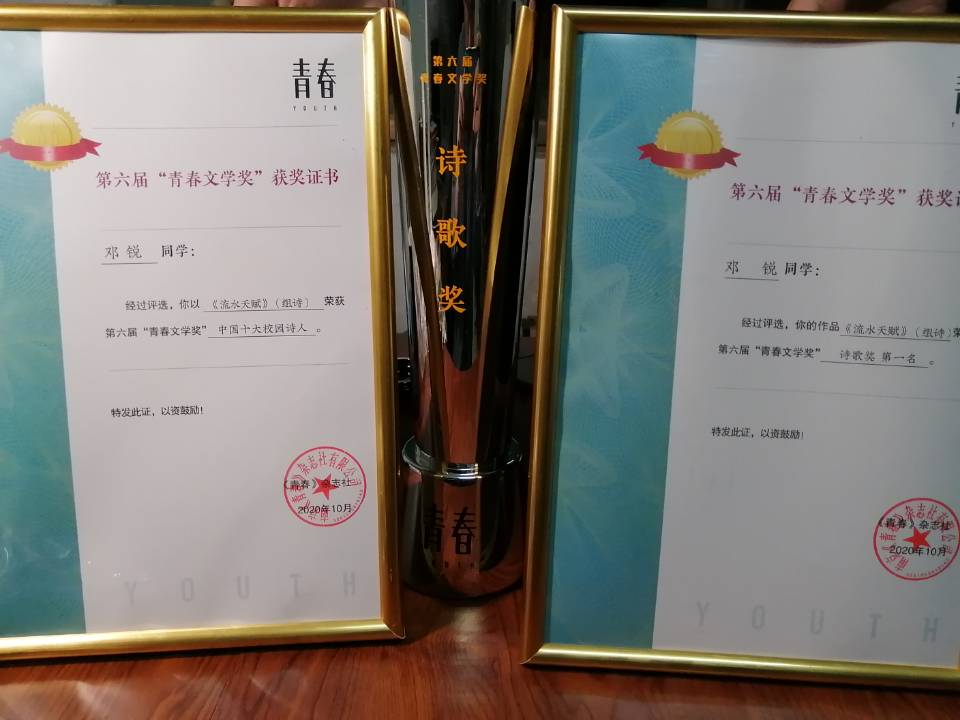 青春
YOUTH
第六届“青春文学奖”获奖证书
邓锐 同学：
经过评选，你以《流水天赋》（组诗） 荣获
第六届“青春文学奖” 中国十大校园诗人 。
特发此证，以资鼓励！
《青春》杂志社
2020年10月
YOUTH
第六届
青春文学奖
诗歌奖
青春
YOUTH
第六届“青春文学奖”获奖
邓 锐 同学：
经过评选，你的作品《流水天赋》（组诗）
第六届“青春文学奖” 诗歌奖 第一名 。
特发此证，以资鼓励！
《青春》杂志社
2020年10月
YOUTH